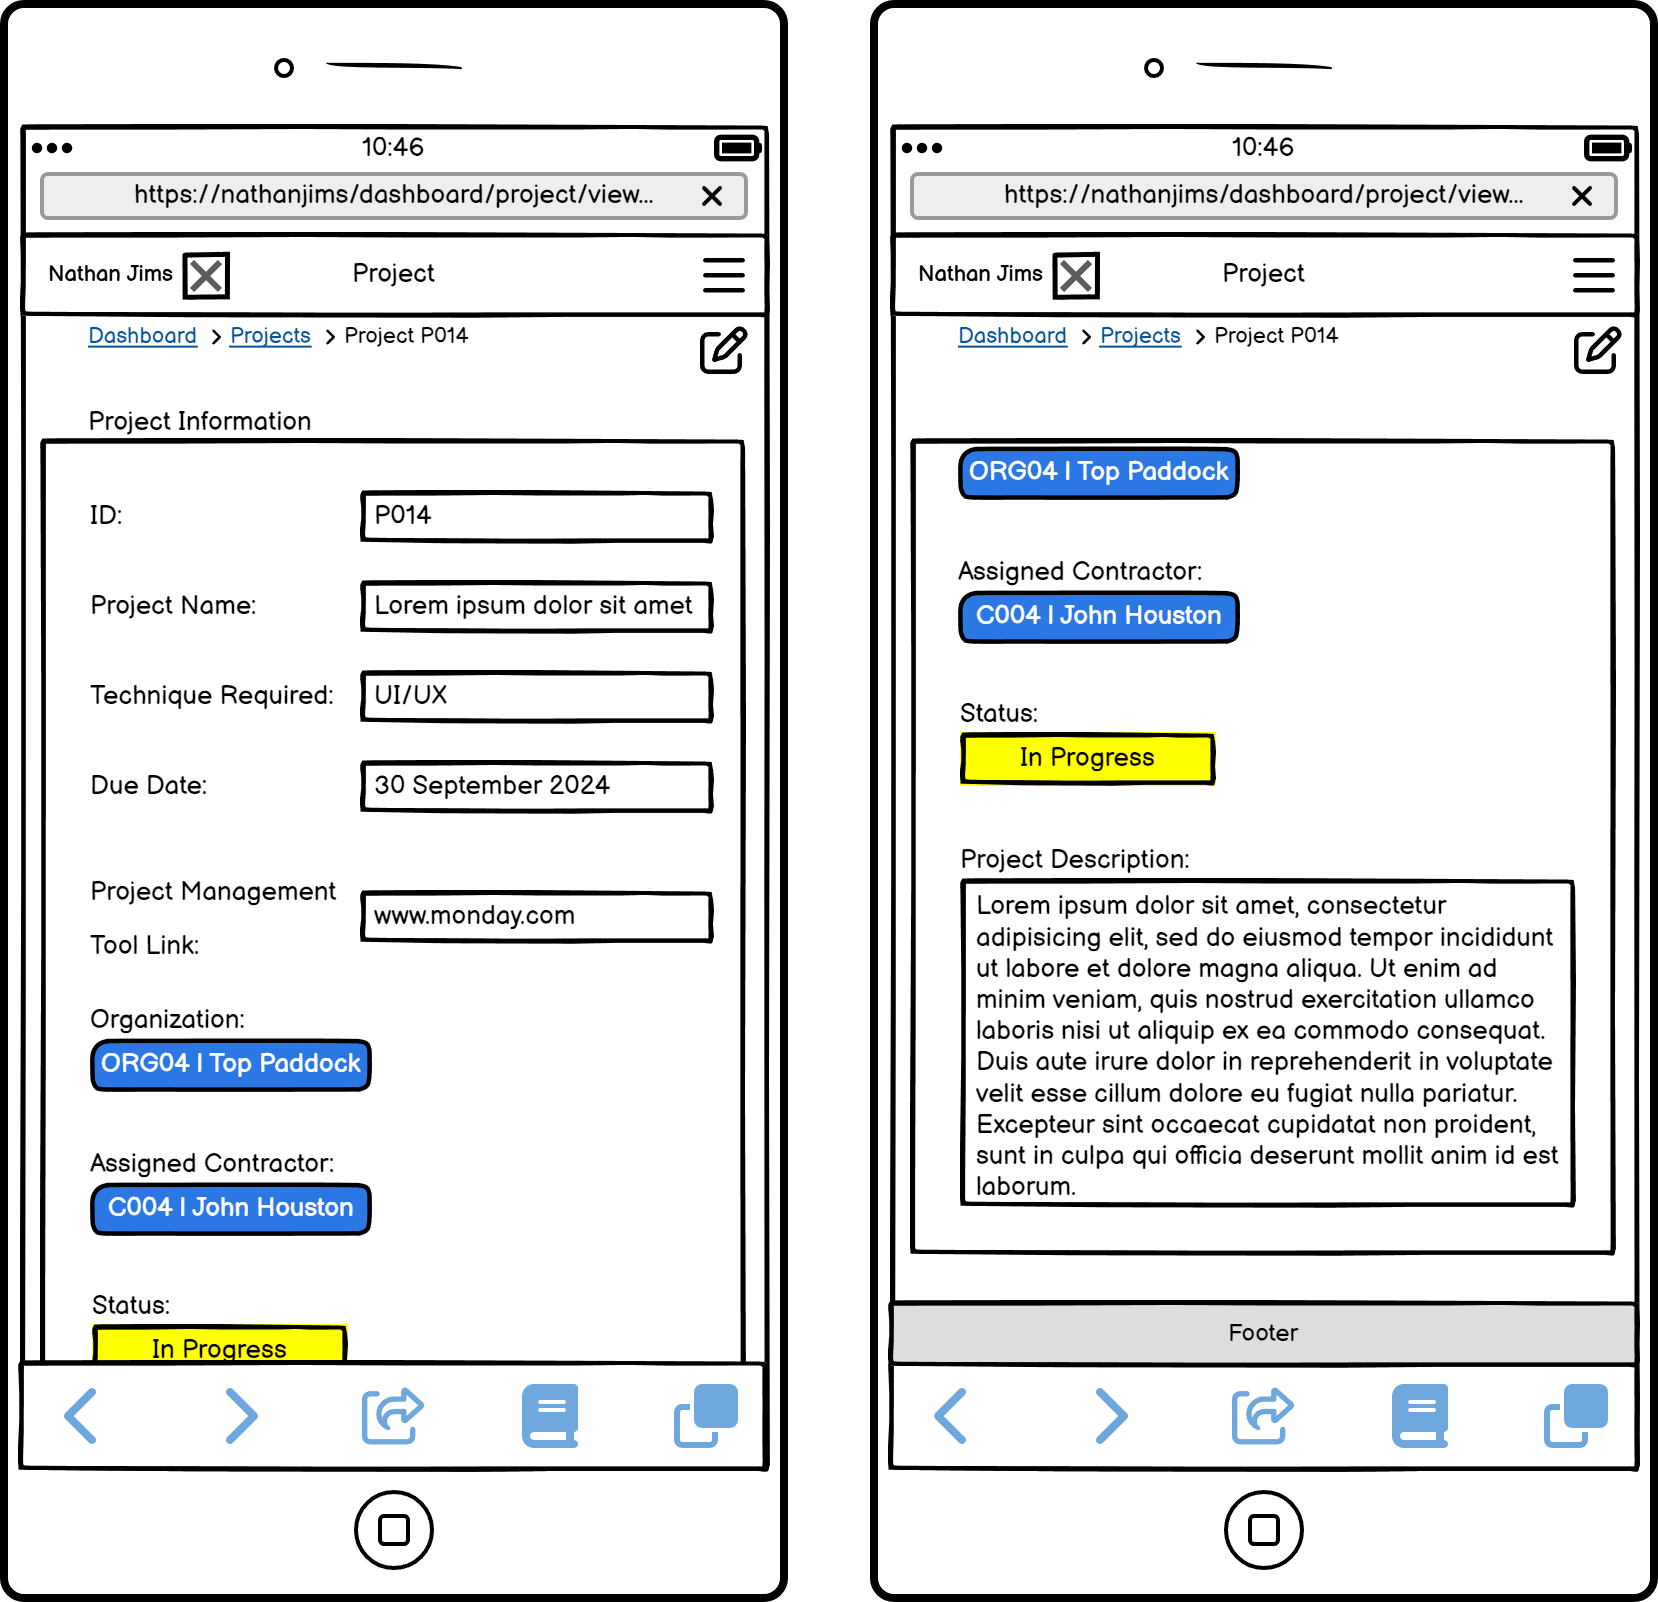 10:46
https://nathanjims/dashboard/project/view...
Nathan Jims
Project
Dashboard > Projects > Project P014
Project Information
ID: P014
Project Name: Lorem ipsum dolor sit amet
Technique Required: UI/UX
Due Date: 30 September 2024
Project Management
Tool Link:
www.monday.com
Organization:
ORG04 | Top Paddock
Assigned Contractor:
C004 | John Houston
Status:
In Progress
10:46
https://nathanjims/dashboard/project/view...
Nathan Jims
Project
Dashboard > Projects > Project P014
ORG04 | Top Paddock
Assigned Contractor:
C004 | John Houston
Status:
In Progress
Project Description:
Lorem ipsum dolor sit amet, consectetur
adipisicing elit, sed do eiusmod tempor incididunt
ut labore et dolore magna aliqua. Ut enim ad
minim veniam, quis nostrud exercitation ullamco
laboris nisi ut aliquip ex ea commodo consequat.
Duis aute irure dolor in reprehenderit in voluptate
velit esse cillum dolore eu fugiat nulla pariatur.
Excepteur sint occaecat cupidatat non proident,
sunt in culpa qui officia deserunt mollit anim id est
laborum.
Footer